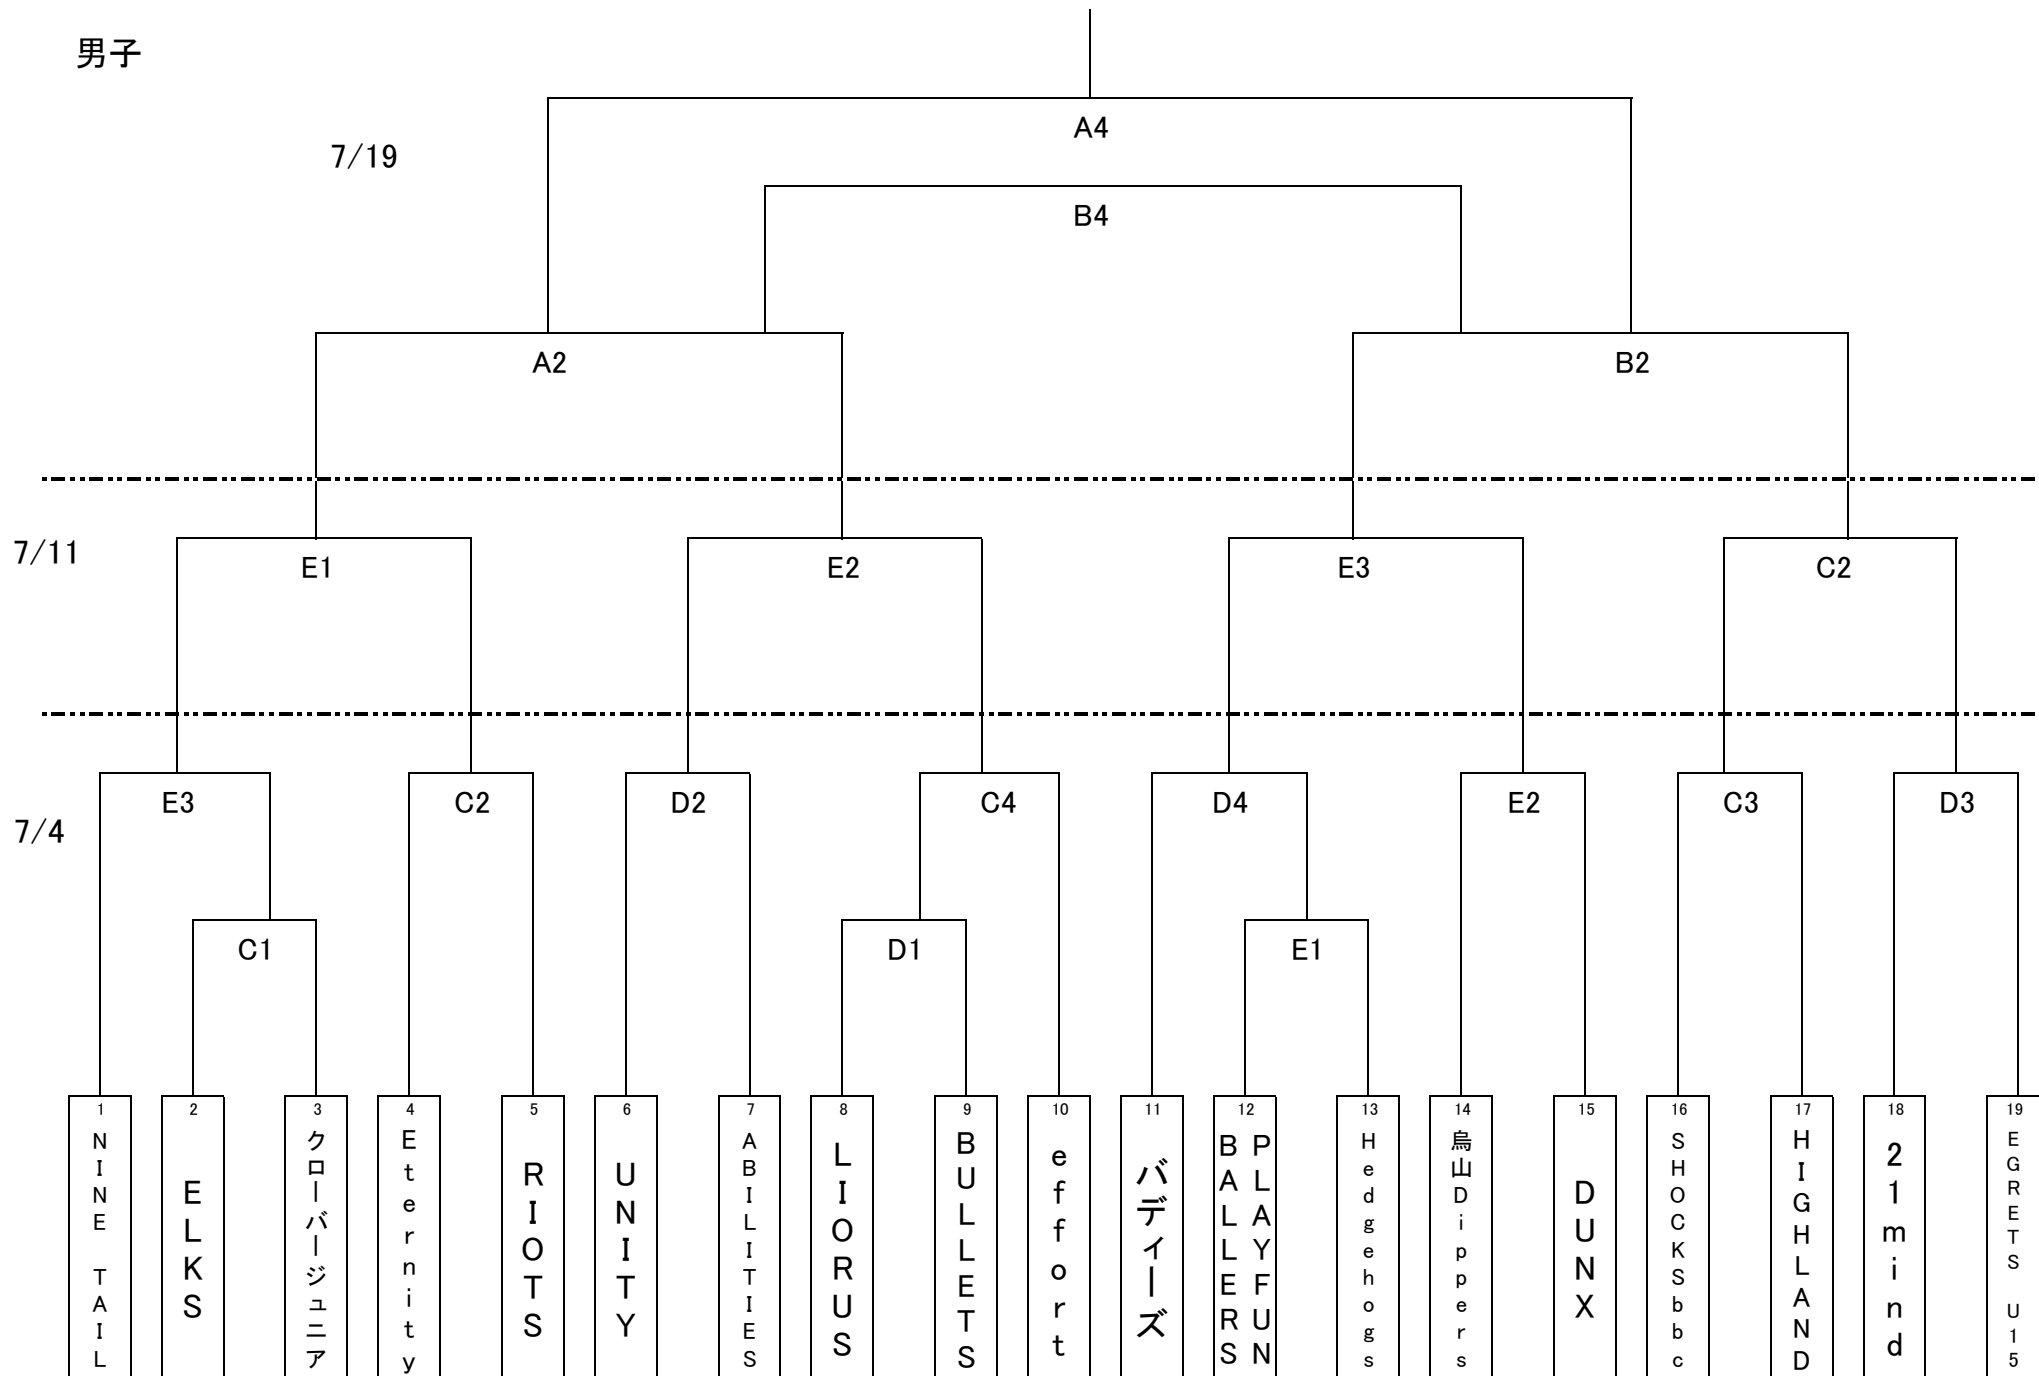 男子
A4
7/19
B4
A2
B2
7/11
E1
E2
E3
C2
E3
C2
D2
C4
D4
E2
C3
D3
7/4
C1
D1
E1
1
NINE TAIL
2
ELKS
3
クローバージュニア
4
Eternity
5
RIOTS
6
UNITY
7
ABILITIES
8
LIORUS
9
BULLETS
10
effort
11
バディーズ
12
PLAYFUN
BALLERS
13
Hedgehogs
14
烏山Dippers
15
DUNX
16
SHOCKSbbc
17
HIGHLAND
18
21mind
19
EGRETS U15